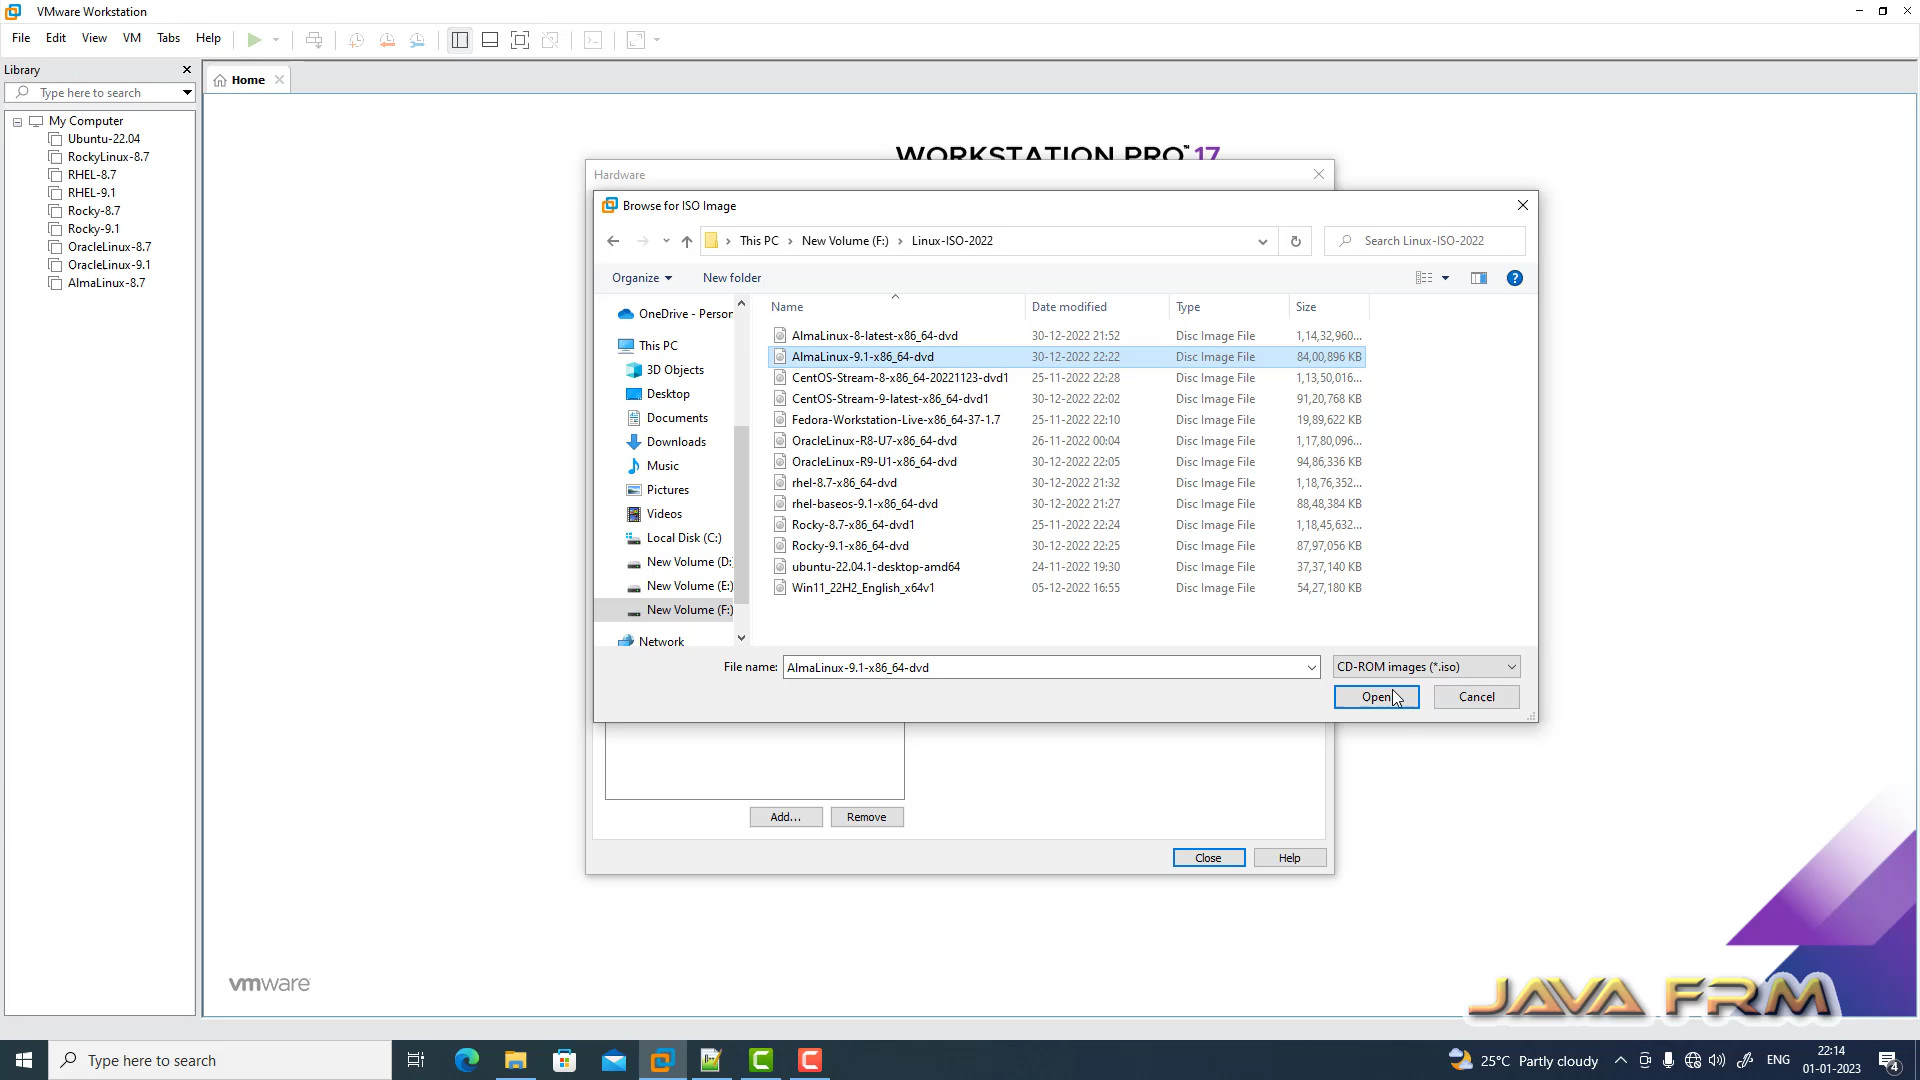 VMware Workstation
File Edit View VM Tabs Help
Library
Home
Type here to search
My Computer
Ubuntu-22.04
RockyLinux-8.7
RHEL-8.7
RHEL-9.1
Rocky-8.7
Rocky-9.1
OracleLinux-8.7
OracleLinux-9.1
AlmaLinux-8.7
WORKSTATION PRO™ 17
Hardware
Browse for ISO Image
This PC New Volume (F:) Linux-ISO-2022
Search Linux-ISO-2022
Organize New folder
OneDrive - Person
This PC
3D Objects
Desktop
Documents
Downloads
Music
Pictures
Videos
Local Disk (C:)
New Volume (D:
New Volume (E:)
New Volume (F:)
Network
Name Date modified Type Size
AlmaLinux-8-latest-x86_64-dvd 30-12-2022 21:52 Disc Image File 1,14,32,960...
AlmaLinux-9.1-x86_64-dvd 30-12-2022 22:22 Disc Image File 84,00,896 KB
CentOS-Stream-8-x86_64-20221123-dvd1 25-11-2022 22:28 Disc Image File 1,13,50,016...
CentOS-Stream-9-latest-x86_64-dvd1 30-12-2022 22:02 Disc Image File 91,20,768 KB
Fedora-Workstation-Live-x86_64-37-1.7 25-11-2022 22:10 Disc Image File 19,89,622 KB
OracleLinux-R8-U7-x86_64-dvd 26-11-2022 00:04 Disc Image File 1,17,80,096...
OracleLinux-R9-U1-x86_64-dvd 30-12-2022 22:05 Disc Image File 94,86,336 KB
rhel-8.7-x86_64-dvd 30-12-2022 21:32 Disc Image File 1,18,76,352...
rhel-baseos-9.1-x86_64-dvd 30-12-2022 21:27 Disc Image File 88,48,384 KB
Rocky-8.7-x86_64-dvd1 25-11-2022 22:24 Disc Image File 1,18,45,632...
Rocky-9.1-x86_64-dvd 30-12-2022 22:25 Disc Image File 87,97,056 KB
ubuntu-22.04.1-desktop-amd64 24-11-2022 19:30 Disc Image File 37,37,140 KB
Win11_22H2_English_x64v1 05-12-2022 16:55 Disc Image File 54,27,180 KB
File name: AlmaLinux-9.1-x86_64-dvd CD-ROM images (*.iso)
Open Cancel
Add... Remove
Close Help
vmware
JAVA FRM
Type here to search
25°C Partly cloudy ENG 22:14
01-01-2023
4